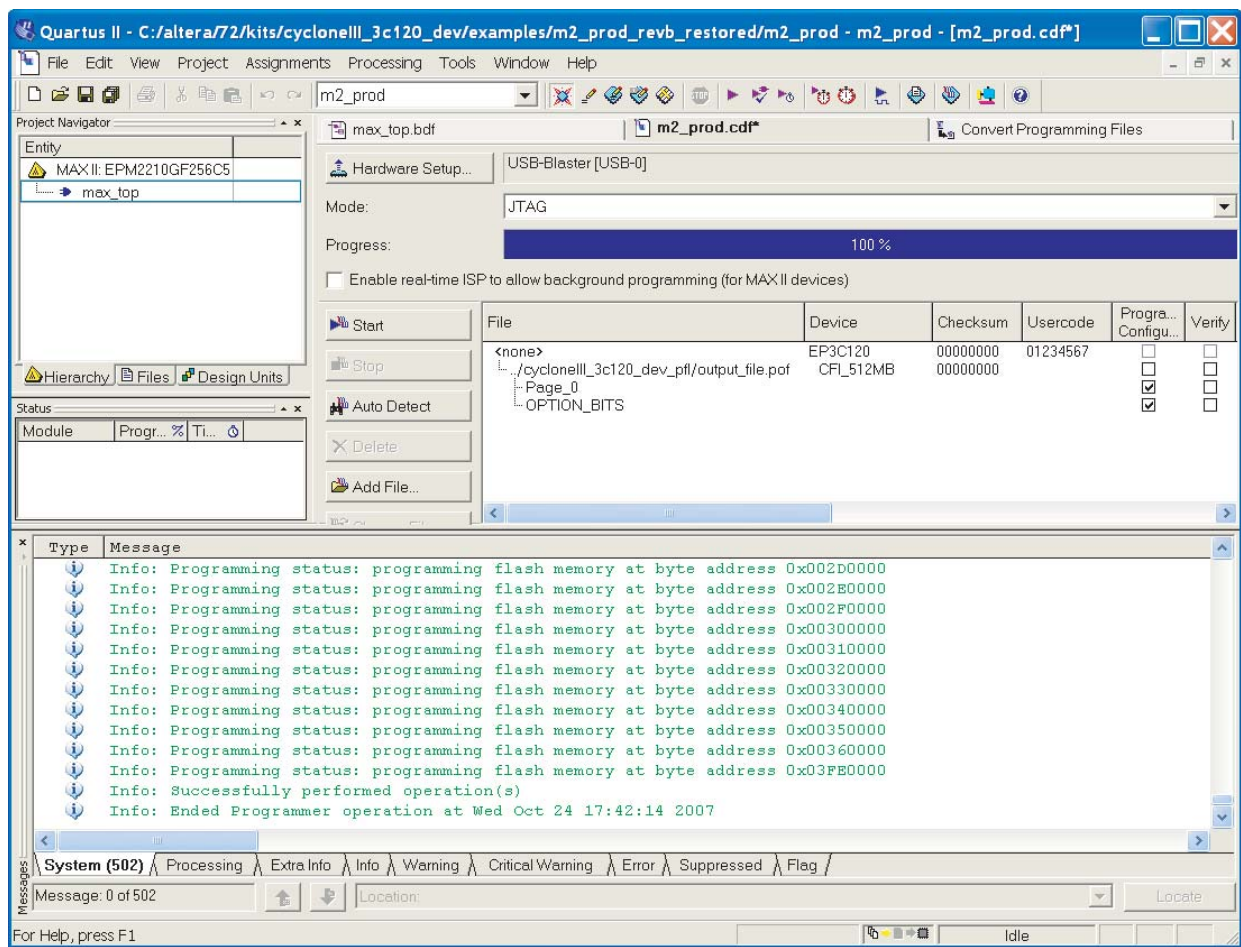 Quartus II - C:/altera/72/kits/cycloneIII_3c120_dev/examples/m2_prod_revb_restored/m2_prod - m2_prod - [m2_prod.cdf*]
File Edit View Project Assignments Processing Tools Window Help
m2_prod
STOP
Project Navigator
Entity
MAX II: EPM2210GF256C5
max_top
Hierarchy Files Design Units
Status
Module Progr... % Ti...
max_top.bdf m2_prod.cdf* Convert Programming Files
Hardware Setup... USB-Blaster [USB-0]
Mode: JTAG
Progress: 100 %
Enable real-time ISP to allow background programming (for MAX II devices)
Start
Stop
Auto Detect
Delete
Add File...
File Device Checksum Usercode Progra... Configu... Verify
<none> EP3C120 00000000 01234567
../cycloneIII_3c120_dev_pfl/output_file.pof CFI_512MB 00000000
Page_0
OPTION_BITS
Type Message
Info: Programming status: programming flash memory at byte address 0x002D0000
Info: Programming status: programming flash memory at byte address 0x002E0000
Info: Programming status: programming flash memory at byte address 0x002F0000
Info: Programming status: programming flash memory at byte address 0x00300000
Info: Programming status: programming flash memory at byte address 0x00310000
Info: Programming status: programming flash memory at byte address 0x00320000
Info: Programming status: programming flash memory at byte address 0x00330000
Info: Programming status: programming flash memory at byte address 0x00340000
Info: Programming status: programming flash memory at byte address 0x00350000
Info: Programming status: programming flash memory at byte address 0x00360000
Info: Programming status: programming flash memory at byte address 0x03FE0000
Info: Successfully performed operation(s)
Info: Ended Programmer operation at Wed Oct 24 17:42:14 2007
System (502) Processing Extra Info Info Warning Critical Warning Error Suppressed Flag
Messages
Message: 0 of 502 Location: Locate
For Help, press F1 Idle